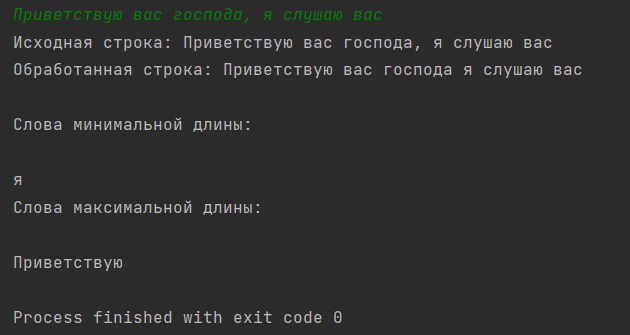 Приветствую вас господа, я слушаю вас
Исходная строка: Приветствую вас господа, я слушаю вас
Обработанная строка: Приветствую вас господа я слушаю вас
Слова минимальной длины:
я
Слова максимальной длины:
Приветствую
Process finished with exit code 0